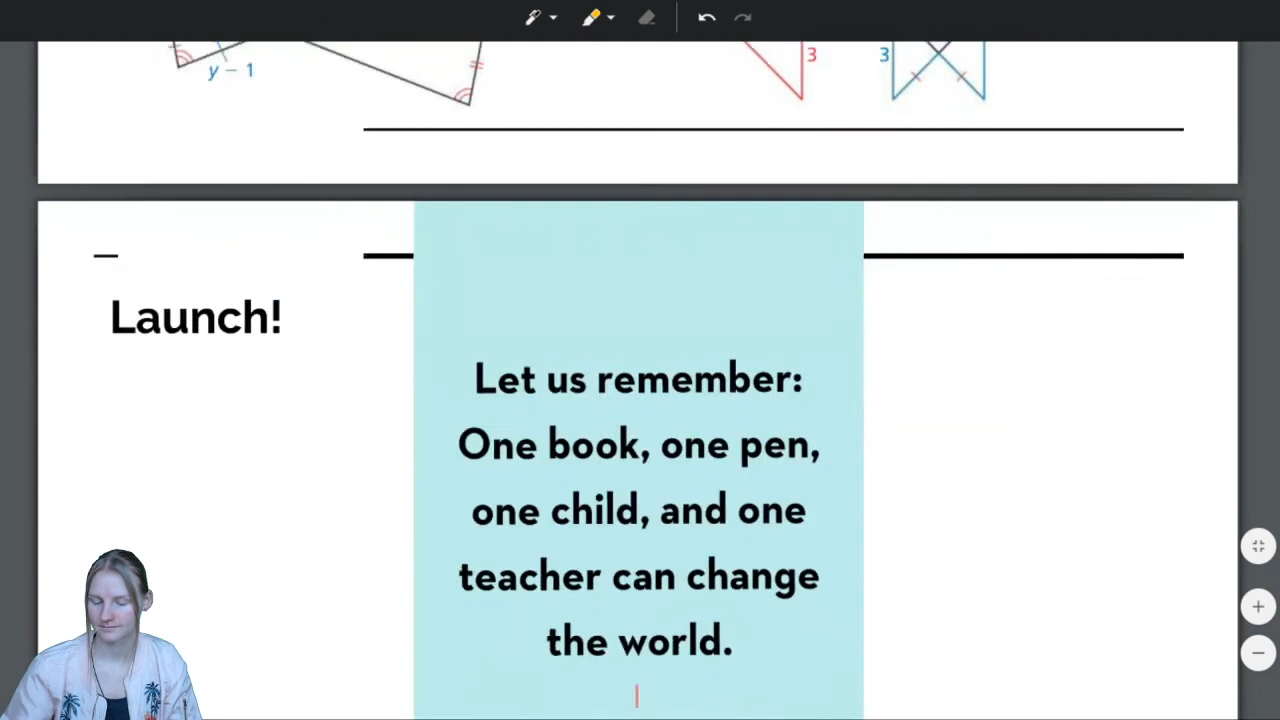 y – 1
3
3
Launch!
Let us remember:
One book, one pen,
one child, and one
teacher can change
the world.